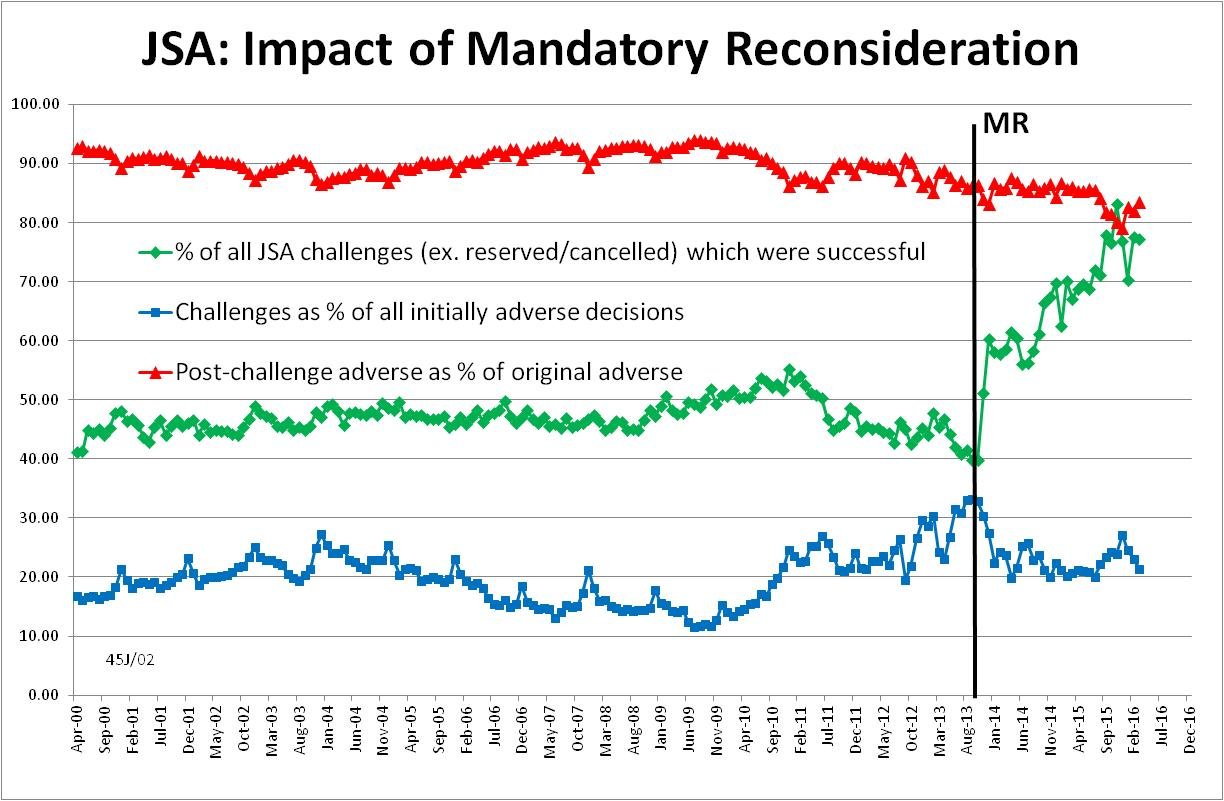 JSA: Impact of Mandatory Reconsideration
100.00
90.00
80.00
70.00
60.00
50.00
40.00
30.00
20.00
10.00
0.00
MR
% of all JSA challenges (ex. reserved/cancelled) which were successful
Challenges as % of all initially adverse decisions
Post-challenge adverse as % of original adverse
45J/02
Apr-00
Sep-00
Feb-01
Jul-01
Dec-01
May-02
Oct-02
Mar-03
Aug-03
Jan-04
Jun-04
Nov-04
Apr-05
Sep-05
Feb-06
Jul-06
Dec-06
May-07
Oct-07
Mar-08
Aug-08
Jan-09
Jun-09
Nov-09
Apr-10
Sep-10
Feb-11
Jul-11
Dec-11
May-12
Oct-12
Mar-13
Aug-13
Jan-14
Jun-14
Nov-14
Apr-15
Sep-15
Feb-16
Jul-16
Dec-16